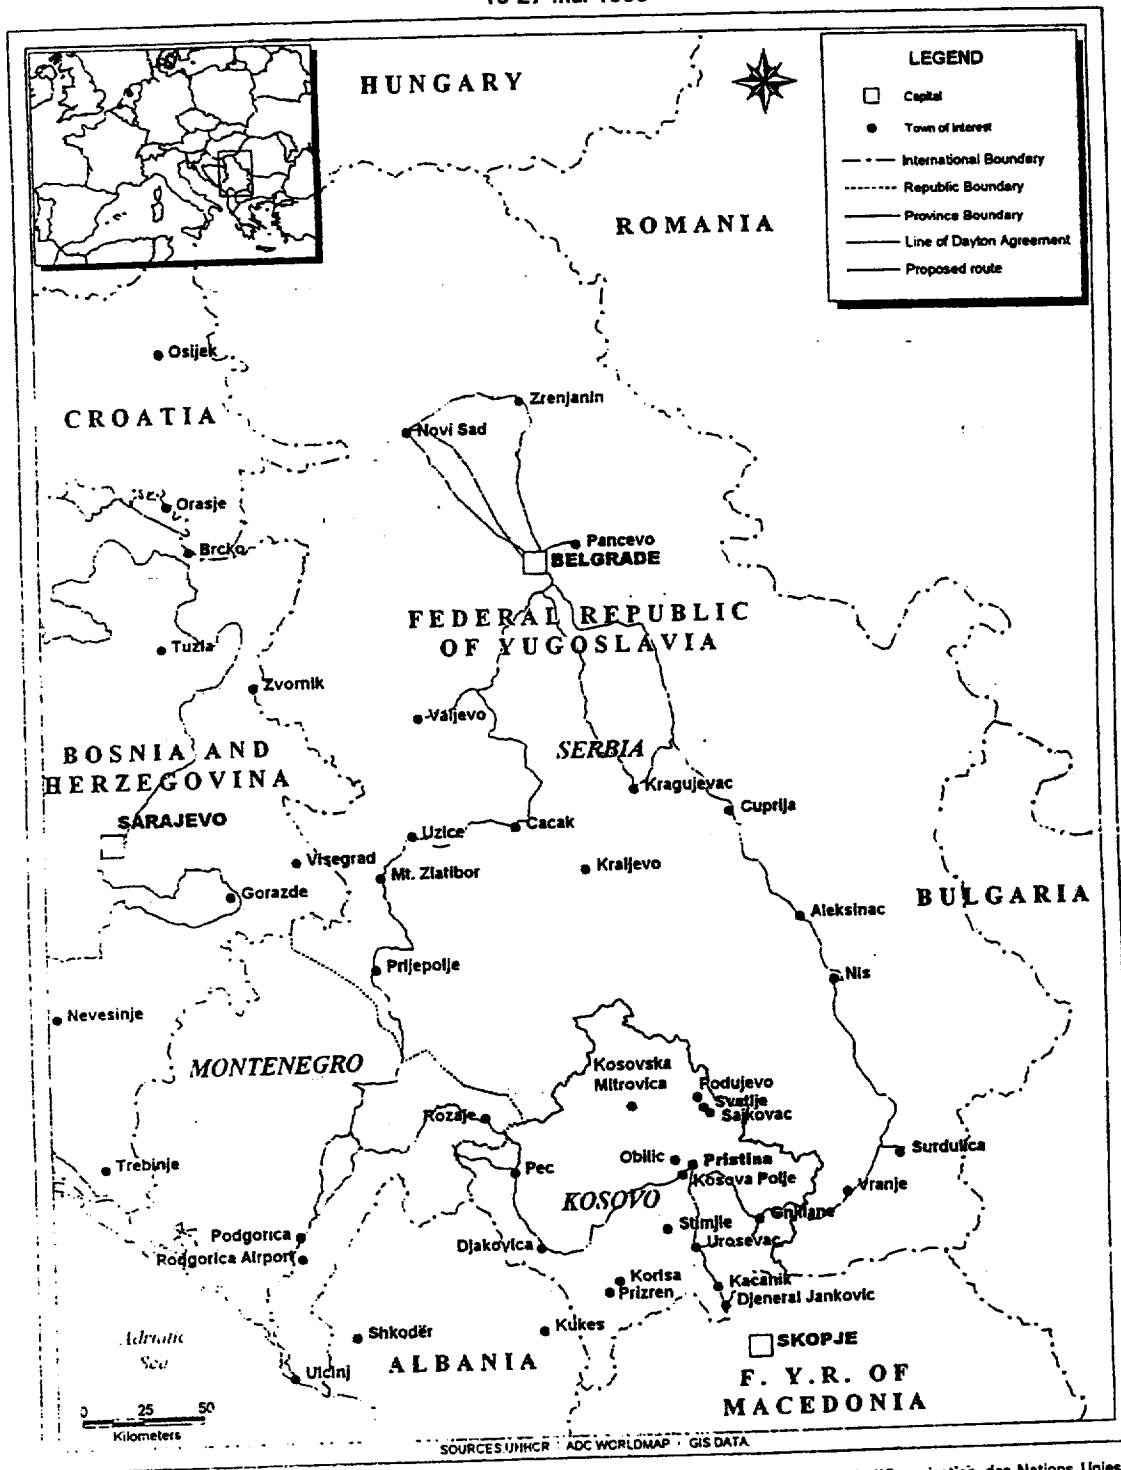 HUNGARY
LEGEND
Capital
Town of Interest
International Boundary
Republic Boundary
Province Boundary
Line of Dayton Agreement
Proposed route
ROMANIA
Osijek
CROATIA
Zrenjanin
Novi Sad
Orasje
Brcko
Pancevo
BELGRADE
FEDERAL REPUBLIC
OF YUGOSLAVIA
Tuzla
Zvornik
Valjevo
BOSNIA AND
HERZEGOVINA
SERBIA
Kragujevac
Cuprija
SARAJEVO
Uzice
Cacak
Visegrad
Mt. Zlatibor
Kraljevo
Gorazde
BULGARIA
Aleksinac
Prijepolje
Nis
Nevesinje
MONTENEGRO
Kosovska
Mitrovica
Podujevo
Svetlje
Sajkovac
Rozaje
Surdulica
Trebinje
Pec
Obilic
Pristina
Kosova Polje
Vranje
KOSOVO
Gnjilane
Stimlje
Podgorica
Podgorica Airport
Djakovica
Urosevac
Korisa
Prizren
Kacanik
Djeneral Jankovic
Kukes
Shkodër
Adriatic
Sea
ALBANIA
SKOPJE
Ulcinj
F. Y.R. OF
MACEDONIA
0 25 50
Kilometers
SOURCES UNHCR ADC WORLDMAP GIS DATA
des Nations Unies